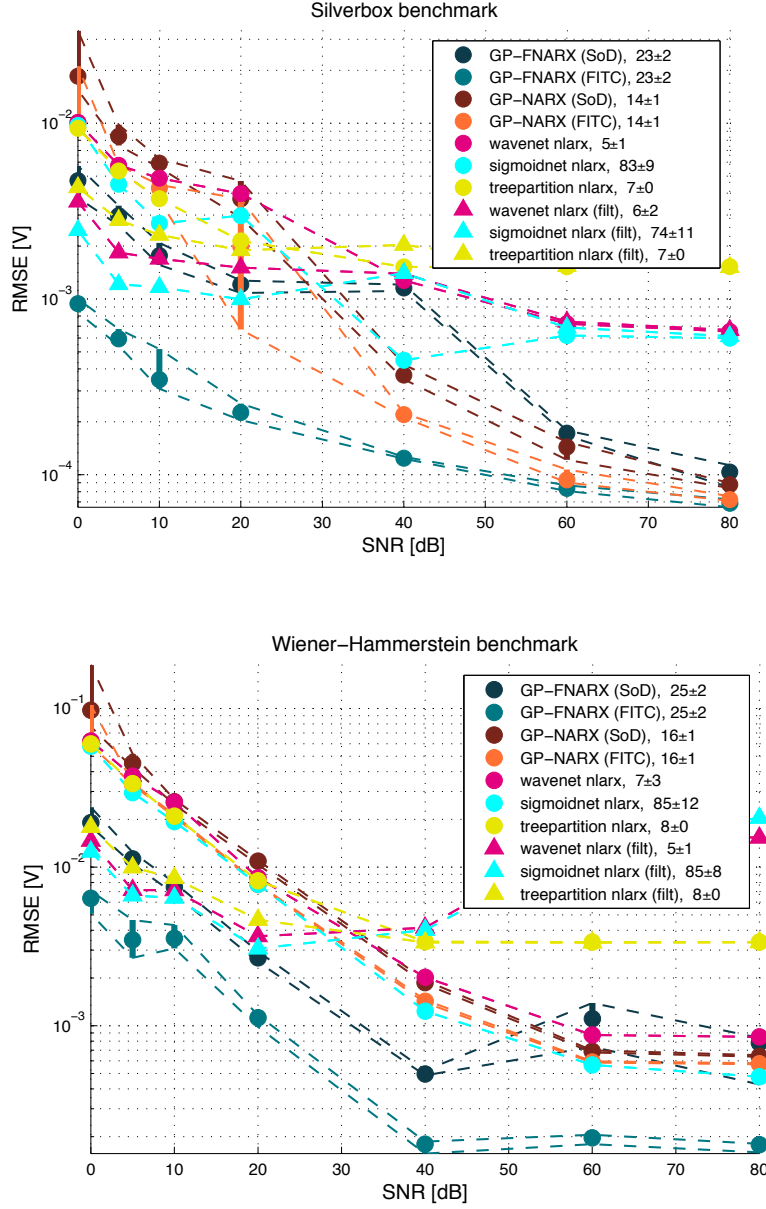 Silverbox benchmark
GP−FNARX (SoD), 23±2
GP−FNARX (FITC), 23±2
GP−NARX (SoD), 14±1
GP−NARX (FITC), 14±1
wavenet nlarx, 5±1
sigmoidnet nlarx, 83±9
treepartition nlarx, 7±0
wavenet nlarx (filt), 6±2
sigmoidnet nlarx (filt), 74±11
treepartition nlarx (filt), 7±0
RMSE [V]
10−2
10−3
10−4
0 10 20 30 40 50 60 70 80
SNR [dB]
Wiener−Hammerstein benchmark
GP−FNARX (SoD), 25±2
GP−FNARX (FITC), 25±2
GP−NARX (SoD), 16±1
GP−NARX (FITC), 16±1
wavenet nlarx, 7±3
sigmoidnet nlarx, 85±12
treepartition nlarx, 8±0
wavenet nlarx (filt), 5±1
sigmoidnet nlarx (filt), 85±8
treepartition nlarx (filt), 8±0
RMSE [V]
10−1
10−2
10−3
0 10 20 30 40 50 60 70 80
SNR [dB]